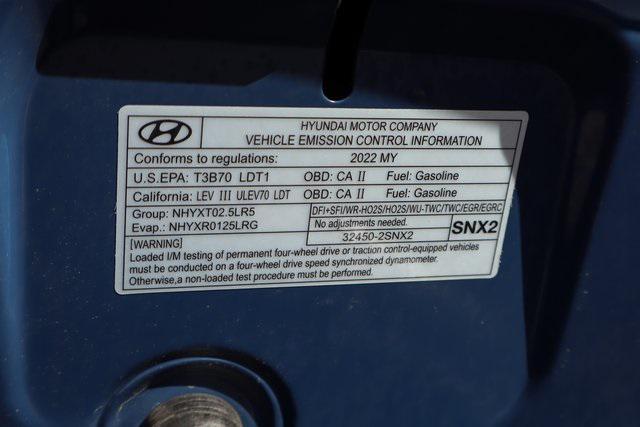 HYUNDAI MOTOR COMPANY
VEHICLE EMISSION CONTROL INFORMATION
Conforms to regulations: 2022 MY
U.S.EPA: T3B70 LDT1 OBD: CA II Fuel: Gasoline
California: LEV III ULEV70 LDT OBD: CA II Fuel: Gasoline
Group: NHYXT02.5LR5
Evap.: NHYXR0125LRG
DFI+SFI/WR-HO2S/HO2S/WU-TWC/TWC/EGR/EGRC
No adjustments needed.
32450-2SNX2
SNX2
[WARNING]
Loaded I/M testing of permanent four-wheel drive or traction control-equipped vehicles
must be conducted on a four-wheel drive speed synchronized dynamometer.
Otherwise,a non-loaded test procedure must be performed.